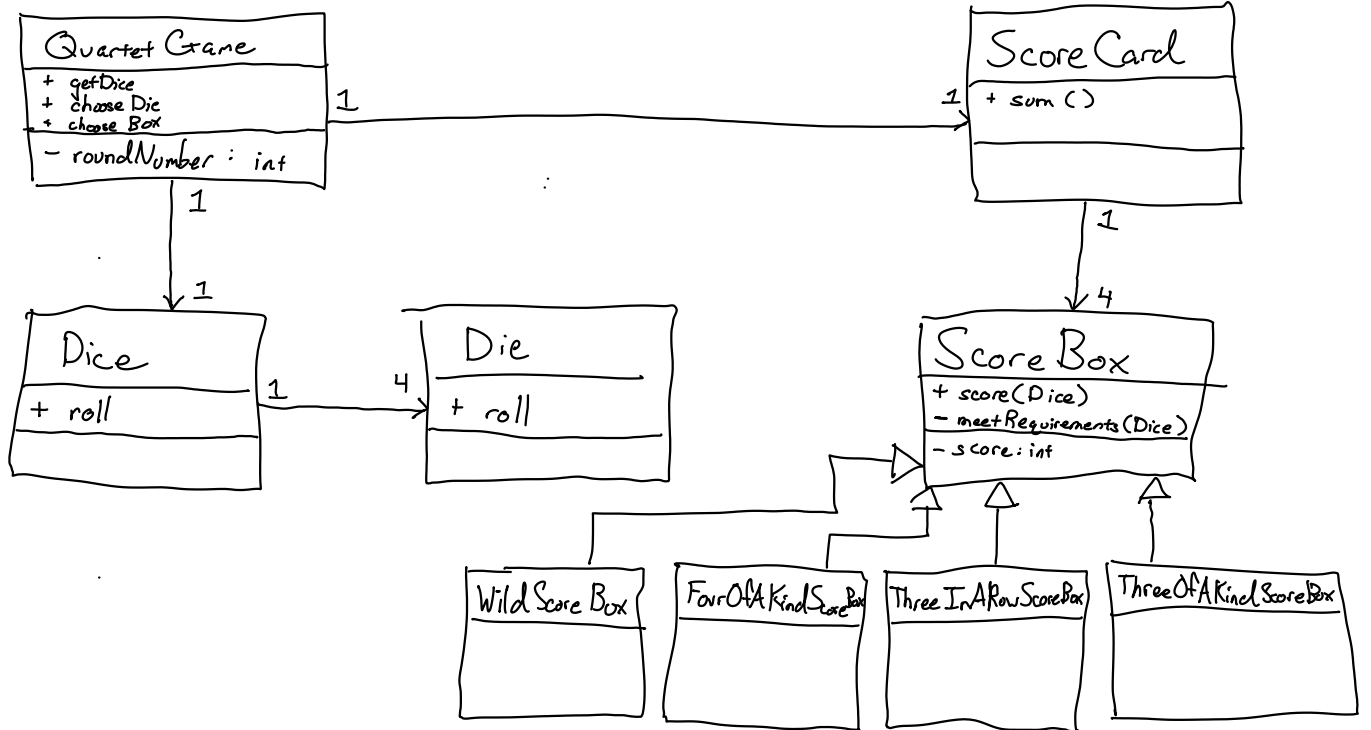 Quartet Game
+ getDice
+ choose Die
+ choose Box
- roundNumber : int
1
1
1
1
Score Card
+ sum ()
1
4
Dice
+ roll
1
4
Die
+ roll
Score Box
+ score(Dice)
- meetRequirements(Dice)
- score : int
Wild Score Box
FourOfAKindScoreBox
ThreeInARowScoreBox
ThreeOfAKindScoreBox